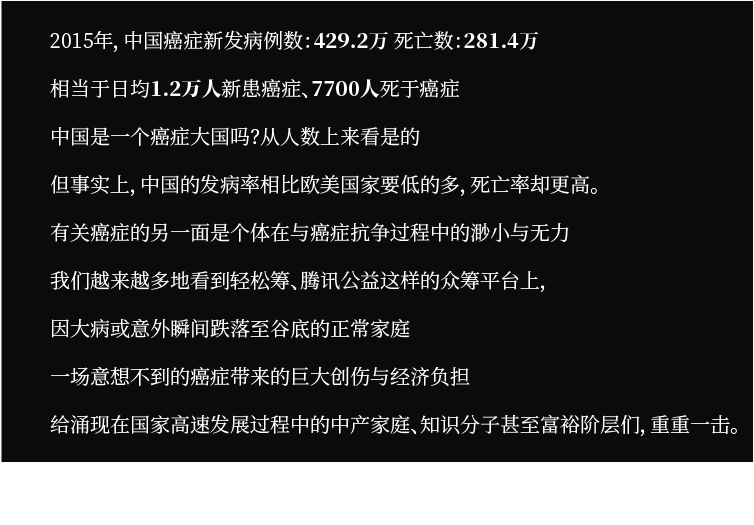 2015年, 中国癌症新发病例数: 429.2万 死亡数: 281.4万
相当于日均1.2万人新患癌症、7700人死于癌症
中国是一个癌症大国吗?从人数上来看是的
但事实上, 中国的发病率相比欧美国家要低的多, 死亡率却更高。
有关癌症的另一面是个体在与癌症抗争过程中的渺小与无力
我们越来越多地看到轻松筹、腾讯公益这样的众筹平台上,
因大病或意外瞬间跌落至谷底的正常家庭
一场意想不到的癌症带来的巨大创伤与经济负担
给涌现在国家高速发展过程中的中产家庭、知识分子甚至富裕阶层们, 重重一击。